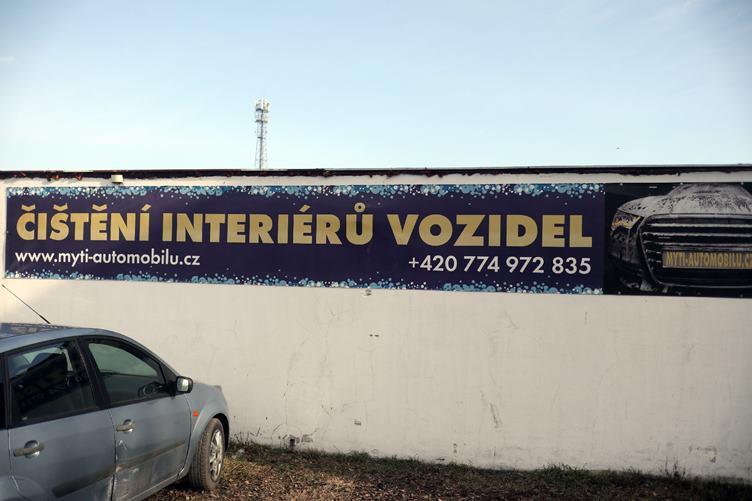 ČIŠTĚNÍ INTERIÉRŮ VOZIDEL
www.myti-automobilu.cz
+420 774 972 835
MYTI-AUTOMOBILU.CZ